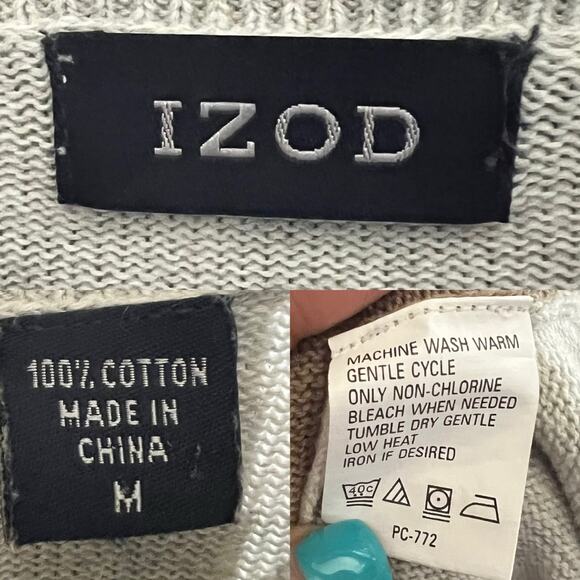 IZOD
100% COTTON
MADE IN
CHINA
M
MACHINE WASH WARM
GENTLE CYCLE
ONLY NON-CHLORINE
BLEACH WHEN NEEDED
TUMBLE DRY GENTLE
LOW HEAT
IRON IF DESIRED
40C
PC-772